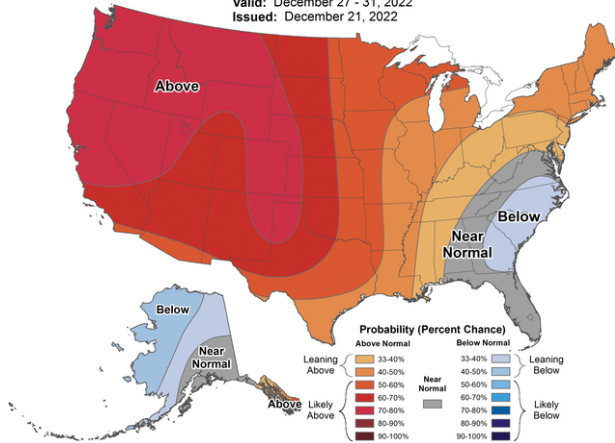 Valid: December 27 - 31, 2022
Issued: December 21, 2022
Above
Below
Near
Normal
Below
Near
Normal
Above
Probability (Percent Chance)
Above Normal
Below Normal
Leaning
Above
33-40%
40-50%
Likely
Above
50-60%
60-70%
70-80%
80-90%
90-100%
Near
Normal
33-40%
40-50%
Leaning
Below
50-60%
60-70%
70-80%
80-90%
90-100%
Likely
Below